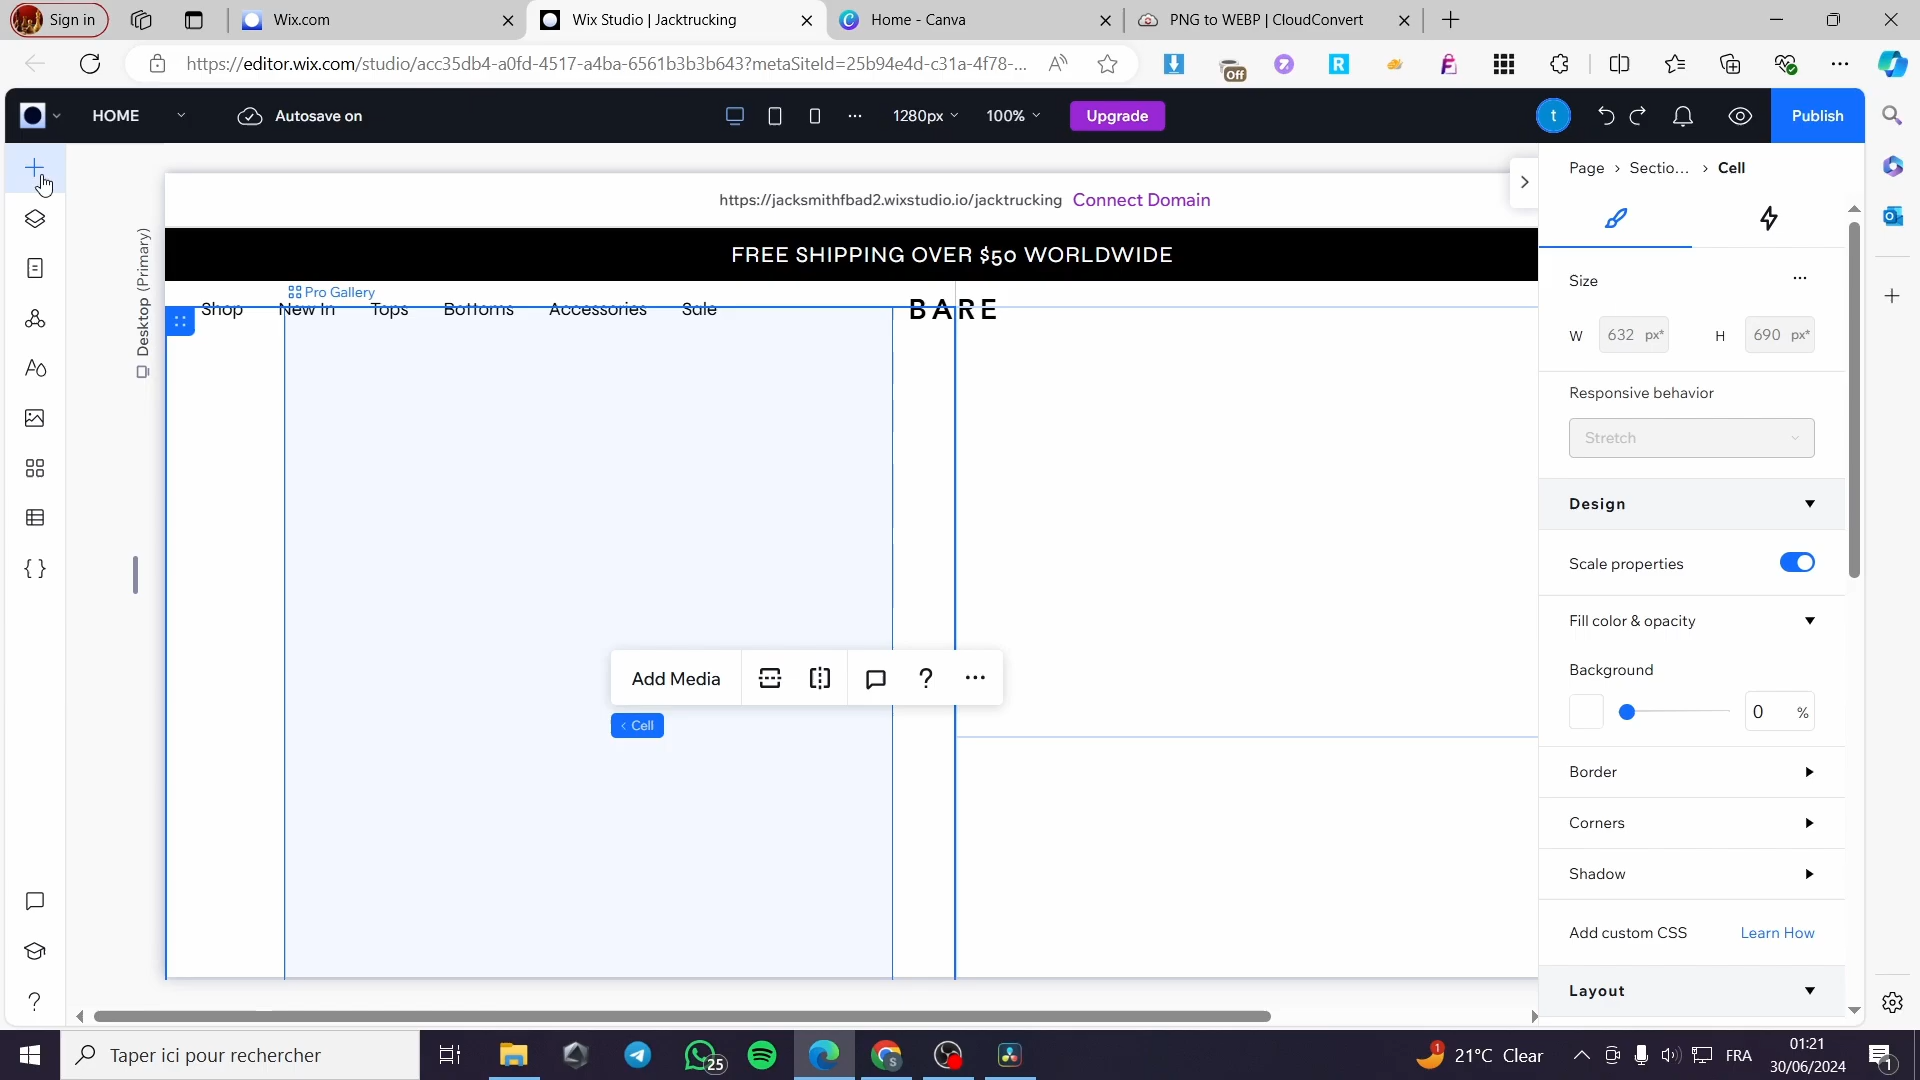 Sign in
Wix.com
Wix Studio | Jacktrucking
Home - Canva
PNG to WEBP | CloudConvert
https://editor.wix.com/studio/acc35db4-a0fd-4517-a4ba-6561b3b3b643?metaSiteId=25b94e4d-c31a-4f78-...
Off
HOME
Autosave on
1280px
100%
Upgrade
t
Publish
Page > Sectio... > Cell
https://jacksmithfbad2.wixstudio.io/jacktrucking Connect Domain
Desktop (Primary)
FREE SHIPPING OVER $50 WORLDWIDE
Pro Gallery
Shop New In Tops Bottoms Accessories Sale
BARE
Size
W 632 px* H 690 px*
Responsive behavior
Stretch
Design
Scale properties
Fill color & opacity
Background
0 %
Add Media
< Cell
Border
Corners
Shadow
Add custom CSS Learn How
Layout
Taper ici pour rechercher
25
21°C Clear
FRA
01:21
30/06/2024
1
1